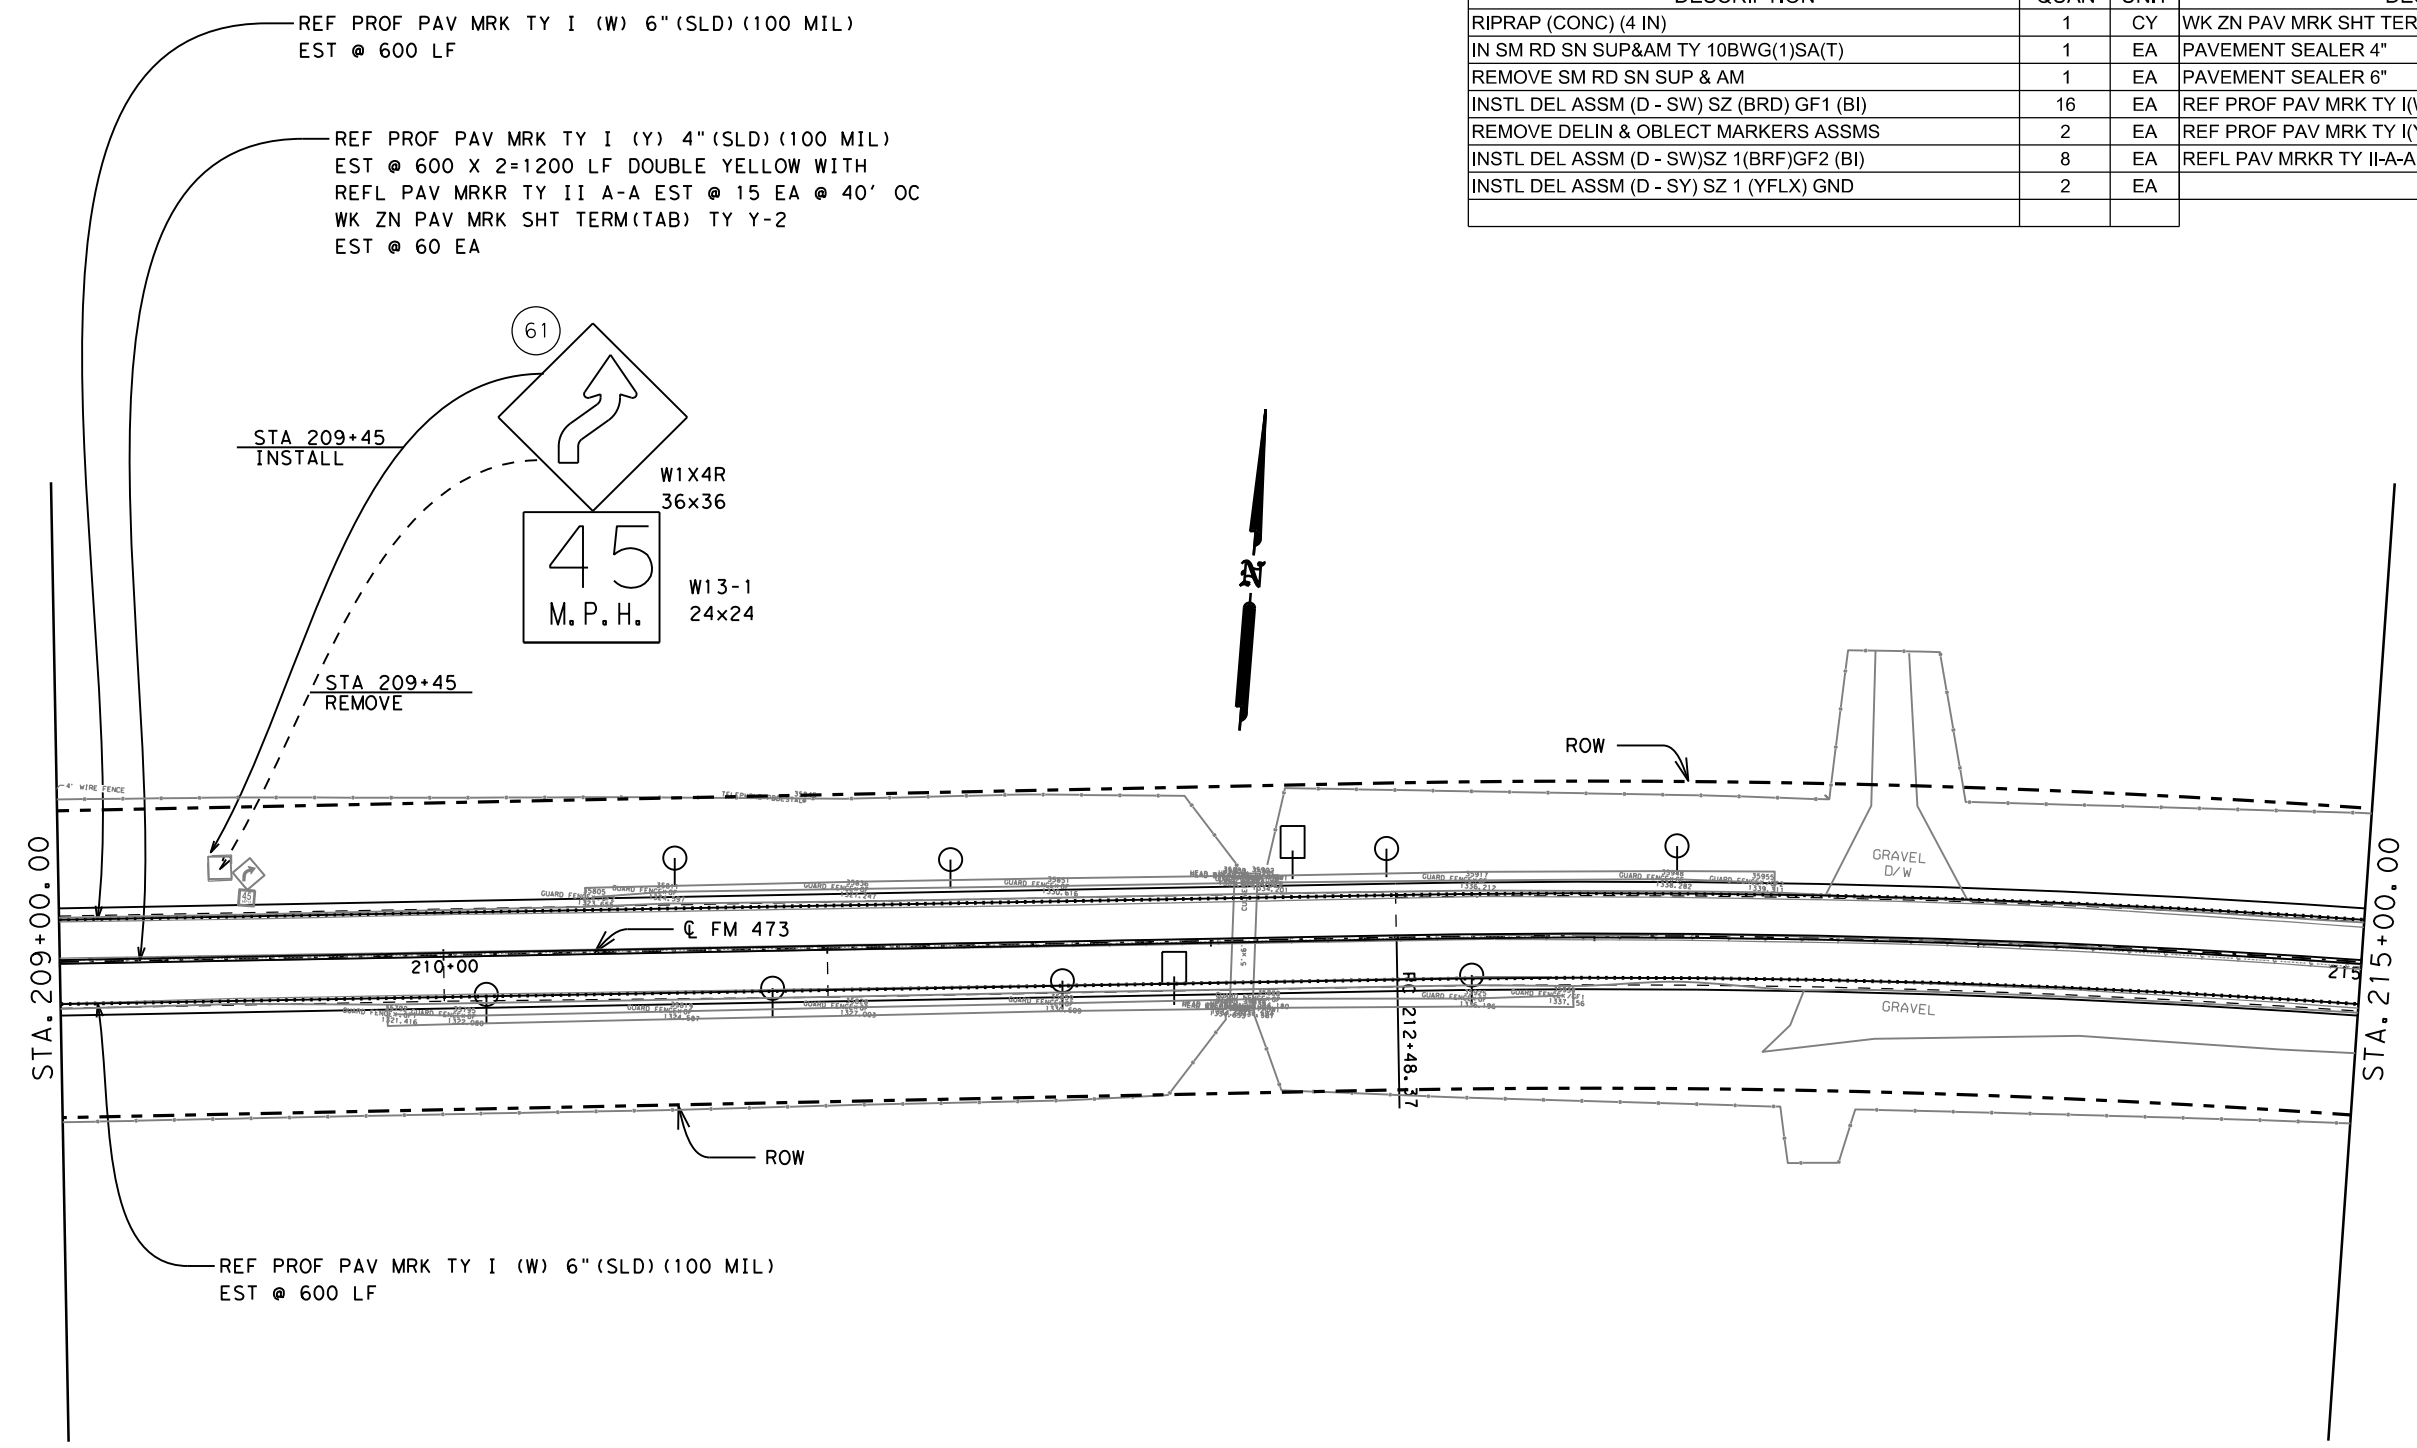 REF PROF PAV MRK TY I (W) 6"(SLD)(100 MIL)
EST @ 600 LF
REF PROF PAV MRK TY I (Y) 4"(SLD)(100 MIL)
EST @ 600 X 2=1200 LF DOUBLE YELLOW WITH
REFL PAV MRKR TY II A-A EST @ 15 EA @ 40' OC
WK ZN PAV MRK SHT TERM(TAB) TY Y-2
EST @ 60 EA
RIPRAP (CONC) (4 IN) 1 CY WK ZN PAV MRK SHT TER
IN SM RD SN SUP&AM TY 10BWG(1)SA(T) 1 EA PAVEMENT SEALER 4"
REMOVE SM RD SN SUP & AM 1 EA PAVEMENT SEALER 6"
INSTL DEL ASSM (D - SW) SZ (BRD) GF1 (BI) 16 EA REF PROF PAV MRK TY I(W
REMOVE DELIN & OBLECT MARKERS ASSMS 2 EA REF PROF PAV MRK TY I(Y
INSTL DEL ASSM (D - SW)SZ 1(BRF)GF2 (BI) 8 EA REFL PAV MRKR TY II-A-A
INSTL DEL ASSM (D - SY) SZ 1 (YFLX) GND 2 EA
61
STA 209+45
INSTALL
W1X4R
36x36
45
M.P.H.
W13-1
24x24
STA 209+45
REMOVE
N
ROW
4' WIRE FENCE
GRAVEL
D/W
45
STA. 209+00.00
℄ FM 473
210+00
PC 212+48.37
GRAVEL
215
STA. 215+00.00
ROW
REF PROF PAV MRK TY I (W) 6"(SLD)(100 MIL)
EST @ 600 LF